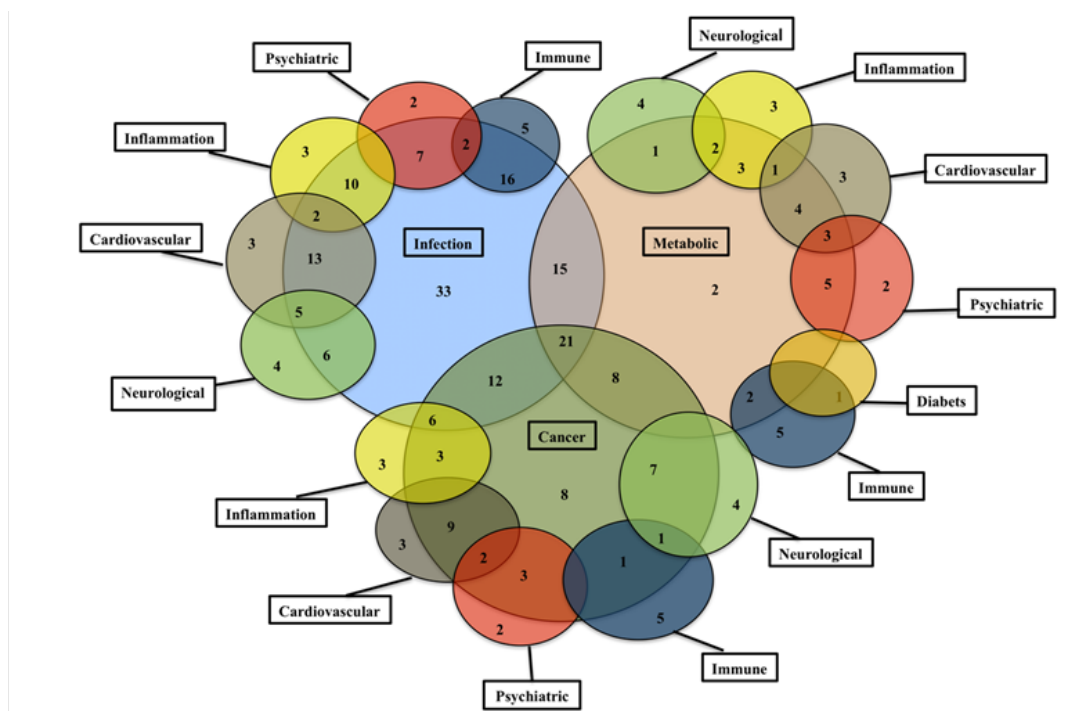 Neurological
Psychiatric
Immune
Inflammation
2
4
3
5
Inflammation
3
7
2
1
2
3
1
3
Cardiovascular
10
16
4
2
Cardiovascular
3
13
Infection
Metabolic
3
15
5
2
33
2
Psychiatric
5
6
21
4
12
8
2
1
Diabets
Neurological
6
Cancer
5
3
3
7
Immune
8
4
Inflammation
9
3
1
Neurological
2
3
1
Cardiovascular
5
2
Immune
Psychiatric